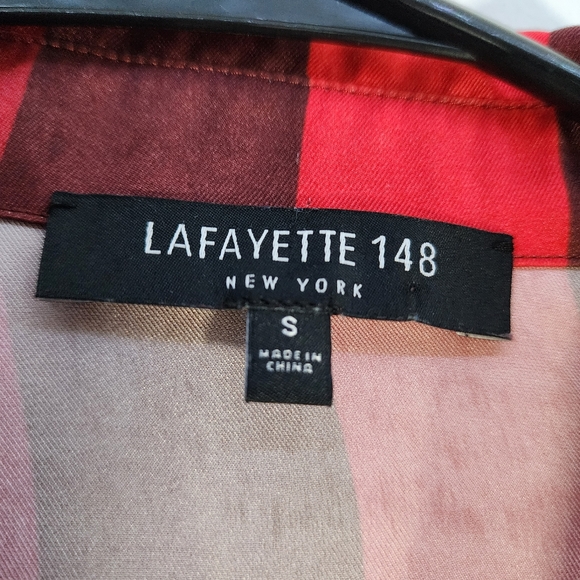 LAFAYETTE 148
NEW YORK
S
MADE IN
CHINA